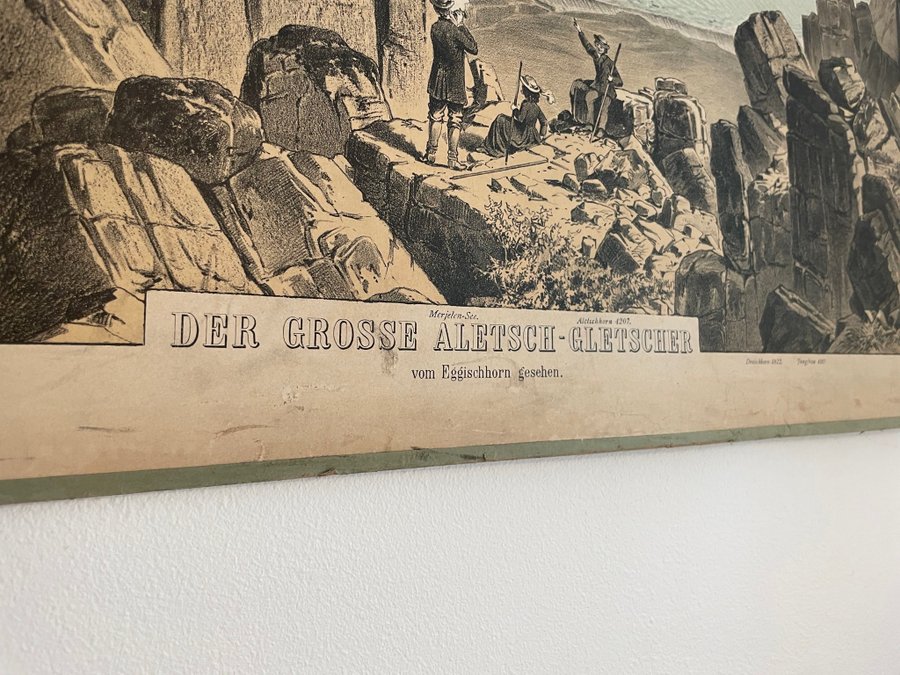 Merjelen-See. Aletschhorn 4207.
DER GROSSE ALETSCH-GLETSCHER
vom Eggischhorn gesehen.